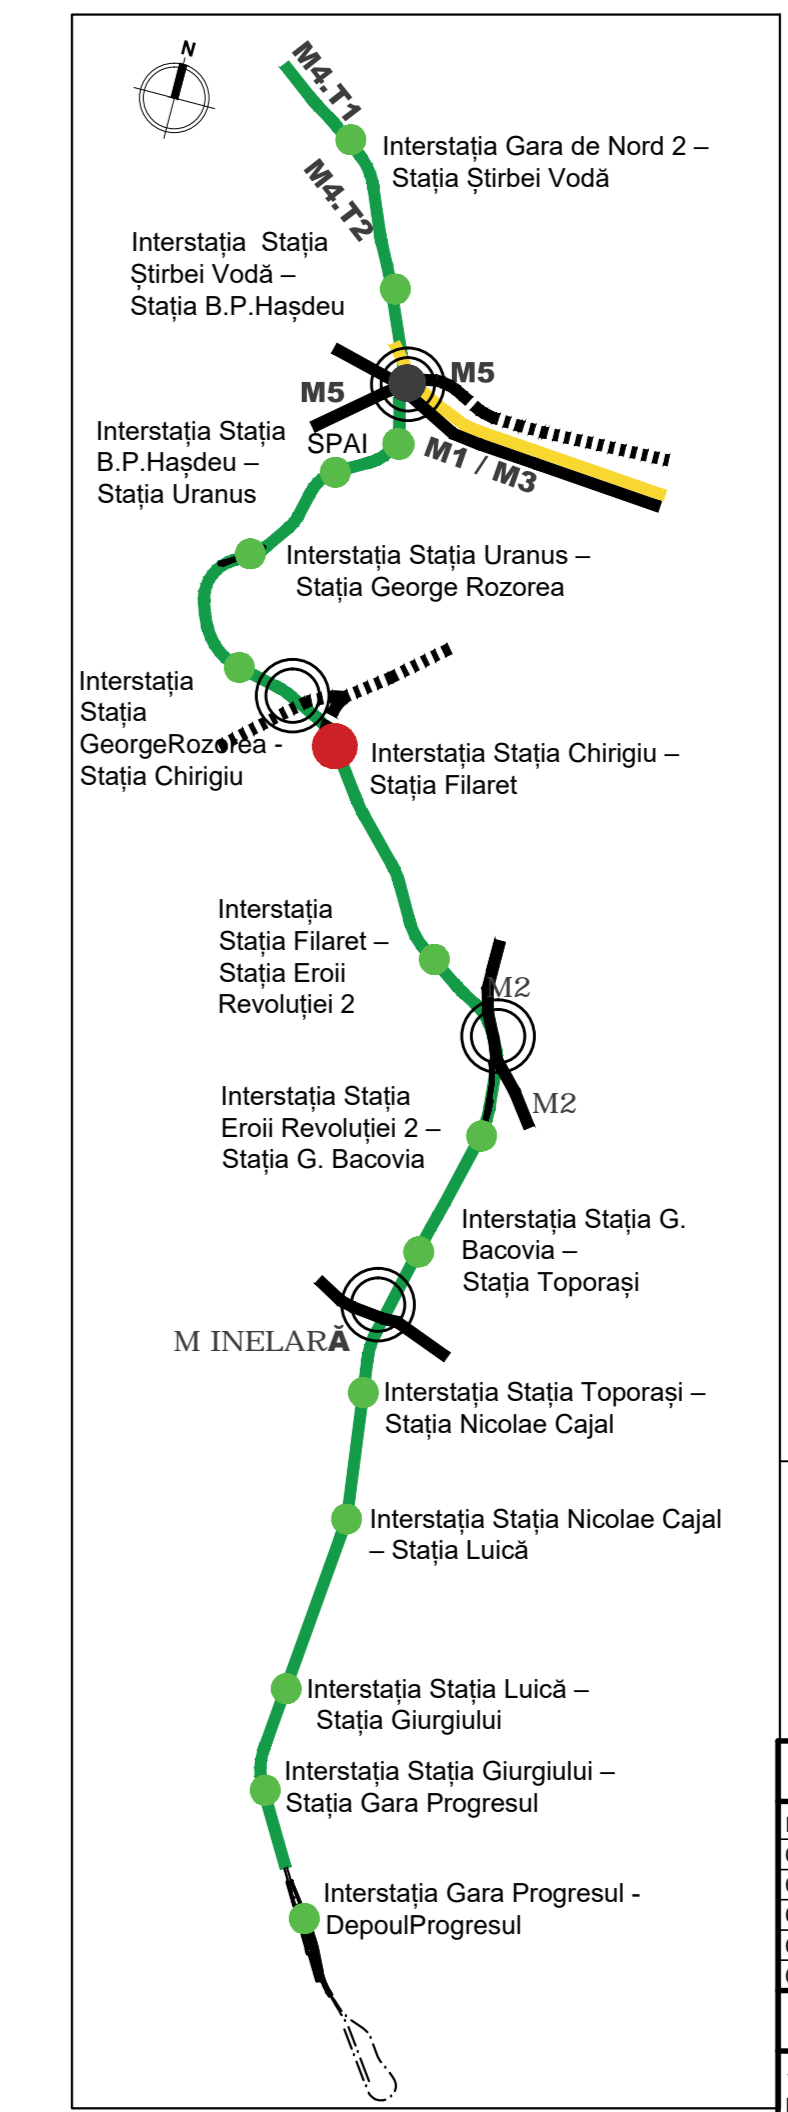 N
M4.T1
Interstația Gara de Nord 2 –
Stația Știrbei Vodă
M4.T2
Interstația Stația
Știrbei Vodă –
Stația B.P.Hașdeu
M5
M5
Interstația Stația
B.P.Hașdeu –
Stația Uranus
SPAI
M1 / M3
Interstația Stația Uranus –
Stația George Rozorea
Interstația
Stația
GeorgeRozorea -
Stația Chirigiu
Interstația Stația Chirigiu –
Stația Filaret
Interstația
Stația Filaret –
Stația Eroii
Revoluției 2
M2
Interstația Stația
Eroii Revoluției 2 –
Stația G. Bacovia
M2
Interstația Stația G.
Bacovia –
Stația Toporași
M INELARĂ
Interstația Stația Toporași –
Stația Nicolae Cajal
Interstația Stația Nicolae Cajal
– Stația Luică
Interstația Stația Luică –
Stația Giurgiului
Interstația Stația Giurgiului –
Stația Gara Progresul
Interstația Gara Progresul -
DepoulProgresul